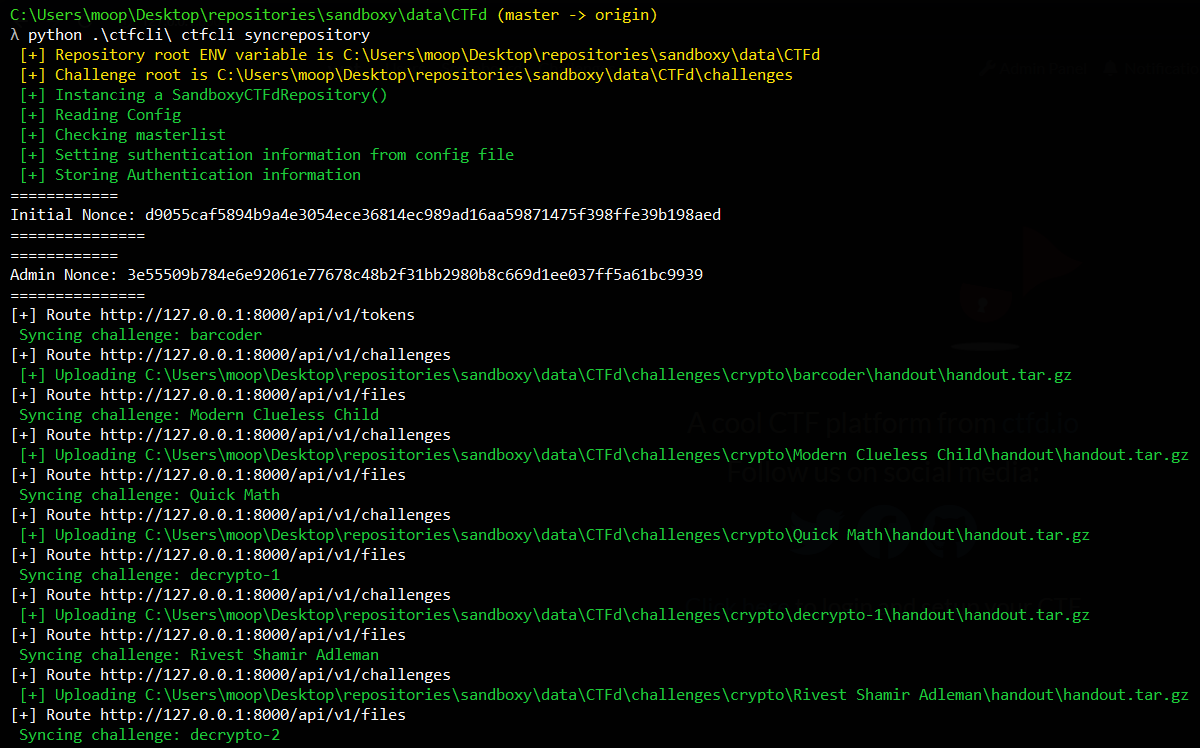 C:\Users\moop\Desktop\repositories\sandboxy\data\CTFd (master -> origin)
λ python .\ctfcli\ ctfcli syncrepository
[+] Repository root ENV variable is C:\Users\moop\Desktop\repositories\sandboxy\data\CTFd
[+] Challenge root is C:\Users\moop\Desktop\repositories\sandboxy\data\CTFd\challenges
[+] Instancing a SandboxyCTFdRepository()
[+] Reading Config
[+] Checking masterlist
[+] Setting suthentication information from config file
[+] Storing Authentication information
============
Initial Nonce: d9055caf5894b9a4e3054ece36814ec989ad16aa59871475f398ffe39b198aed
===============
============
Admin Nonce: 3e55509b784e6e92061e77678c48b2f31bb2980b8c669d1ee037ff5a61bc9939
===============
[+] Route http://127.0.0.1:8000/api/v1/tokens
Syncing challenge: barcoder
[+] Route http://127.0.0.1:8000/api/v1/challenges
[+] Uploading C:\Users\moop\Desktop\repositories\sandboxy\data\CTFd\challenges\crypto\barcoder\handout\handout.tar.gz
[+] Route http://127.0.0.1:8000/api/v1/files
Syncing challenge: Modern Clueless Child
[+] Route http://127.0.0.1:8000/api/v1/challenges
[+] Uploading C:\Users\moop\Desktop\repositories\sandboxy\data\CTFd\challenges\crypto\Modern Clueless Child\handout\handout.tar.gz
[+] Route http://127.0.0.1:8000/api/v1/files
Syncing challenge: Quick Math
[+] Route http://127.0.0.1:8000/api/v1/challenges
[+] Uploading C:\Users\moop\Desktop\repositories\sandboxy\data\CTFd\challenges\crypto\Quick Math\handout\handout.tar.gz
[+] Route http://127.0.0.1:8000/api/v1/files
Syncing challenge: decrypto-1
[+] Route http://127.0.0.1:8000/api/v1/challenges
[+] Uploading C:\Users\moop\Desktop\repositories\sandboxy\data\CTFd\challenges\crypto\decrypto-1\handout\handout.tar.gz
[+] Route http://127.0.0.1:8000/api/v1/files
Syncing challenge: Rivest Shamir Adleman
[+] Route http://127.0.0.1:8000/api/v1/challenges
[+] Uploading C:\Users\moop\Desktop\repositories\sandboxy\data\CTFd\challenges\crypto\Rivest Shamir Adleman\handout\handout.tar.gz
[+] Route http://127.0.0.1:8000/api/v1/files
Syncing challenge: decrypto-2
A cool CTF platform from ctfd.io
Follow us on social media: